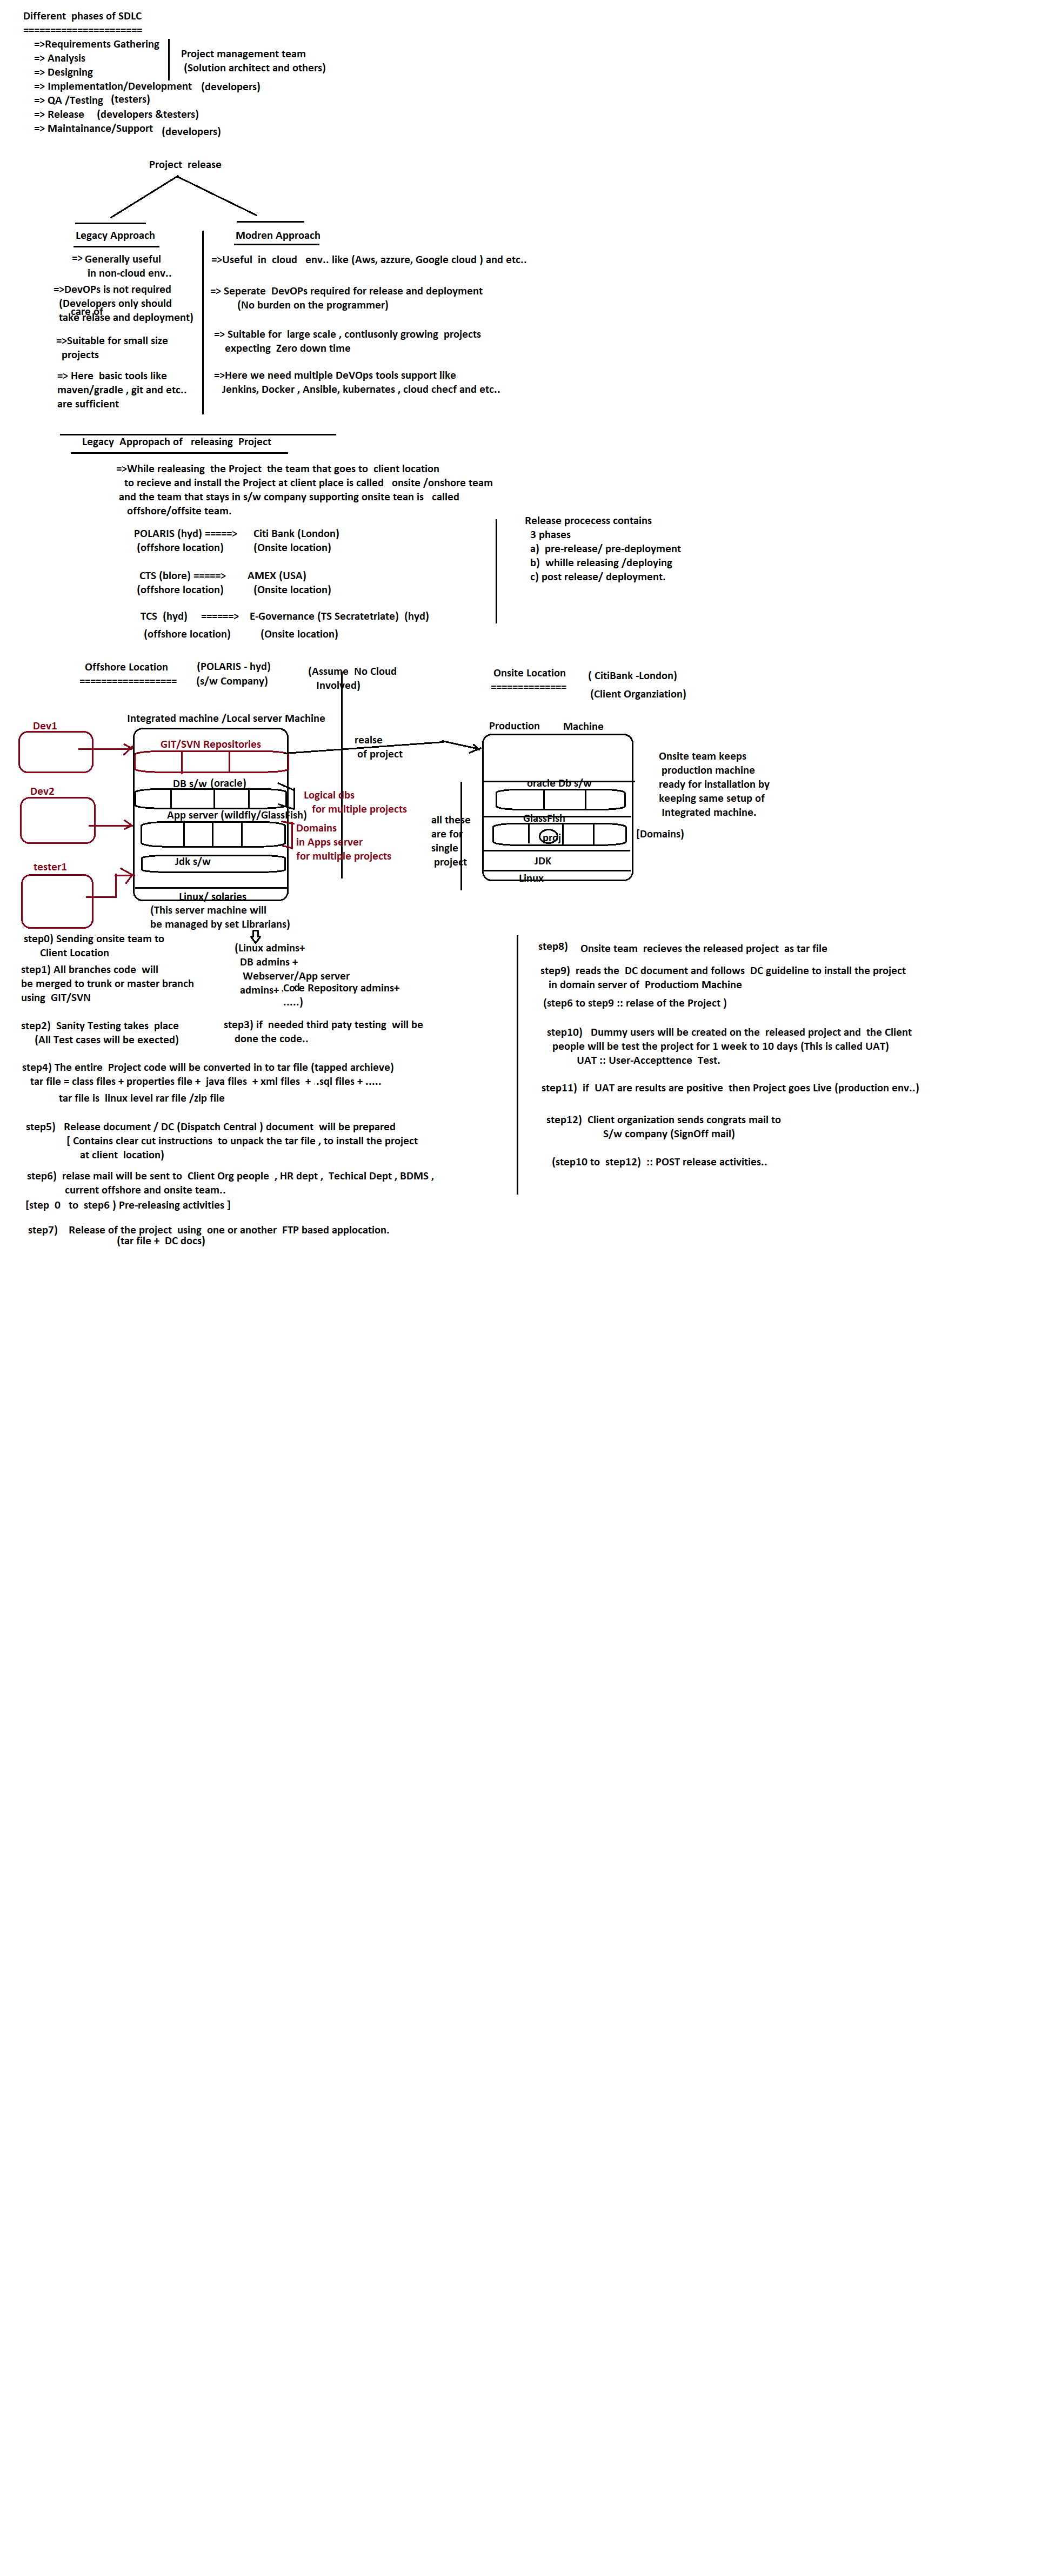 Different phases of SDLC
======================
=>Requirements Gathering
=> Analysis
=> Designing
Project management team
(Solution architect and others)
=> Implementation/Development (developers)
=> QA /Testing (testers)
=> Release (developers &testers)
=> Maintainance/Support (developers)
Project release
Legacy Approach
=> Generally useful
in non-cloud env..
=>DevOPs is not required
(Developers only should
care of
take relase and deployment)
=>Suitable for small size
projects
=> Here basic tools like
maven/gradle , git and etc..
are sufficient
Modren Approach
=>Useful in cloud env.. like (Aws, azzure, Google cloud ) and etc..
=> Seperate DevOPs required for release and deployment
(No burden on the programmer)
=> Suitable for large scale , contiusonly growing projects
expecting Zero down time
=>Here we need multiple DeVOps tools support like
Jenkins, Docker , Ansible, kubernates , cloud checf and etc..
Legacy Appropach of releasing Project
=>While realeasing the Project the team that goes to client location
to recieve and install the Project at client place is called onsite /onshore team
and the team that stays in s/w company supporting onsite tean is called
offshore/offsite team.
POLARIS (hyd) =====> Citi Bank (London)
(offshore location) (Onsite location)
CTS (blore) =====> AMEX (USA)
(offshore location) (Onsite location)
TCS (hyd) ======> E-Governance (TS Secratetriate) (hyd)
(offshore location) (Onsite location)
Release procecess contains
3 phases
a) pre-release/ pre-deployment
b) whille releasing /deploying
c) post release/ deployment.
Offshore Location (POLARIS - hyd)
================== (s/w Company)
(Assume No Cloud
Involved)
Onsite Location ( CitiBank -London)
==============
(Client Organziation)
Integrated machine /Local server Machine
Dev1
Dev2
tester1
GIT/SVN Repositories
DB s/w (oracle)
App server (wildfly/GlassFish)
Jdk s/w
Linux/ solaries
Logical dbs
for multiple projects
Domains
in Apps server
for multiple projects
(This server machine will
be managed by set Librarians)
(Linux admins+
DB admins +
Webserver/App server
admins+ Code Repository admins+
.....)
realse
of project
Production Machine
oracle Db s/w
GlassFish
proj
[Domains)
JDK
Linux
all these
are for
single
project
Onsite team keeps
production machine
ready for installation by
keeping same setup of
Integrated machine.
step0) Sending onsite team to
Client Location
step1) All branches code will
be merged to trunk or master branch
using GIT/SVN
step2) Sanity Testing takes place
(All Test cases will be exected)
step3) if needed third paty testing will be
done the code..
step4) The entire Project code will be converted in to tar file (tapped archieve)
tar file = class files + properties file + java files + xml files + .sql files + .....
tar file is linux level rar file /zip file
step5) Release document / DC (Dispatch Central ) document will be prepared
[ Contains clear cut instructions to unpack the tar file , to install the project
at client location)
step6) relase mail will be sent to Client Org people , HR dept , Techical Dept , BDMS ,
current offshore and onsite team..
[step 0 to step6 ) Pre-releasing activities ]
step7) Release of the project using one or another FTP based applocation.
(tar file + DC docs)
step8) Onsite team recieves the released project as tar file
step9) reads the DC document and follows DC guideline to install the project
in domain server of Productiom Machine
(step6 to step9 :: relase of the Project )
step10) Dummy users will be created on the released project and the Client
people will be test the project for 1 week to 10 days (This is called UAT)
UAT :: User-Accepttence Test.
step11) if UAT are results are positive then Project goes Live (production env..)
step12) Client organization sends congrats mail to
S/w company (SignOff mail)
(step10 to step12) :: POST release activities..